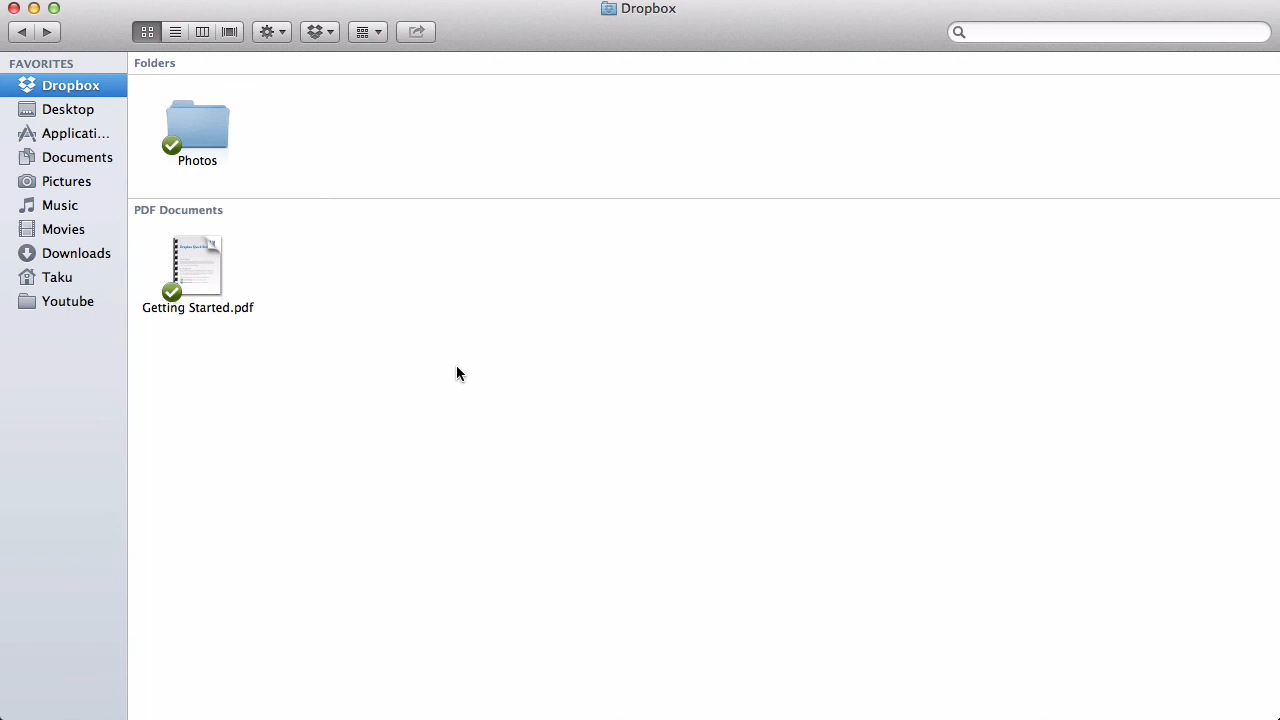 Dropbox
FAVORITES
Dropbox
Desktop
Applicati...
Documents
Pictures
Music
Movies
Downloads
Taku
Youtube
Folders
Photos
PDF Documents
Getting Started.pdf